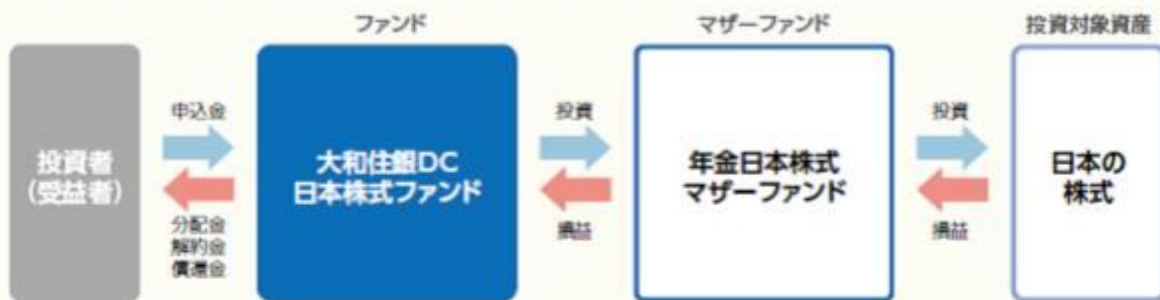 ファンド
マザーファンド
投資対象資産
投資者
（受益者）
申込金
分配金
解約金
償還金
大和住銀DC
日本株式ファンド
投資
損益
年金日本株式
マザーファンド
投資
損益
日本の
株式